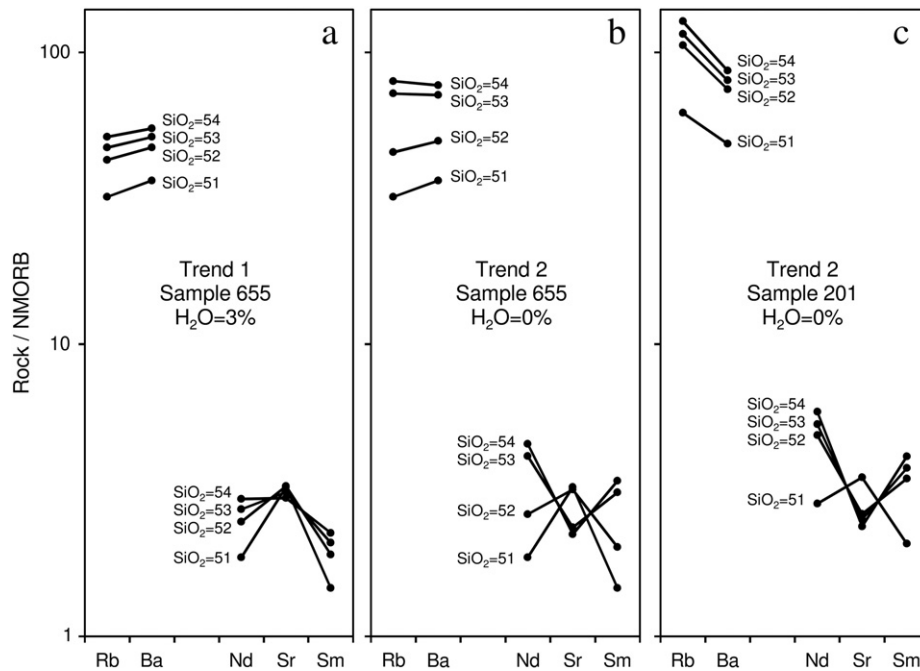 a
b
c
100
10
1
Rock / NMORB
SiO₂=54
SiO₂=53
SiO₂=52
SiO₂=51
Trend 1
Sample 655
H₂O=3%
SiO₂=54
SiO₂=53
SiO₂=52
SiO₂=51
Rb Ba Nd Sr Sm
SiO₂=54
SiO₂=53
SiO₂=52
SiO₂=51
Trend 2
Sample 655
H₂O=0%
SiO₂=54
SiO₂=53
SiO₂=52
SiO₂=51
Rb Ba Nd Sr Sm
SiO₂=54
SiO₂=53
SiO₂=52
SiO₂=51
Trend 2
Sample 201
H₂O=0%
SiO₂=54
SiO₂=53
SiO₂=52
SiO₂=51
Rb Ba Nd Sr Sm